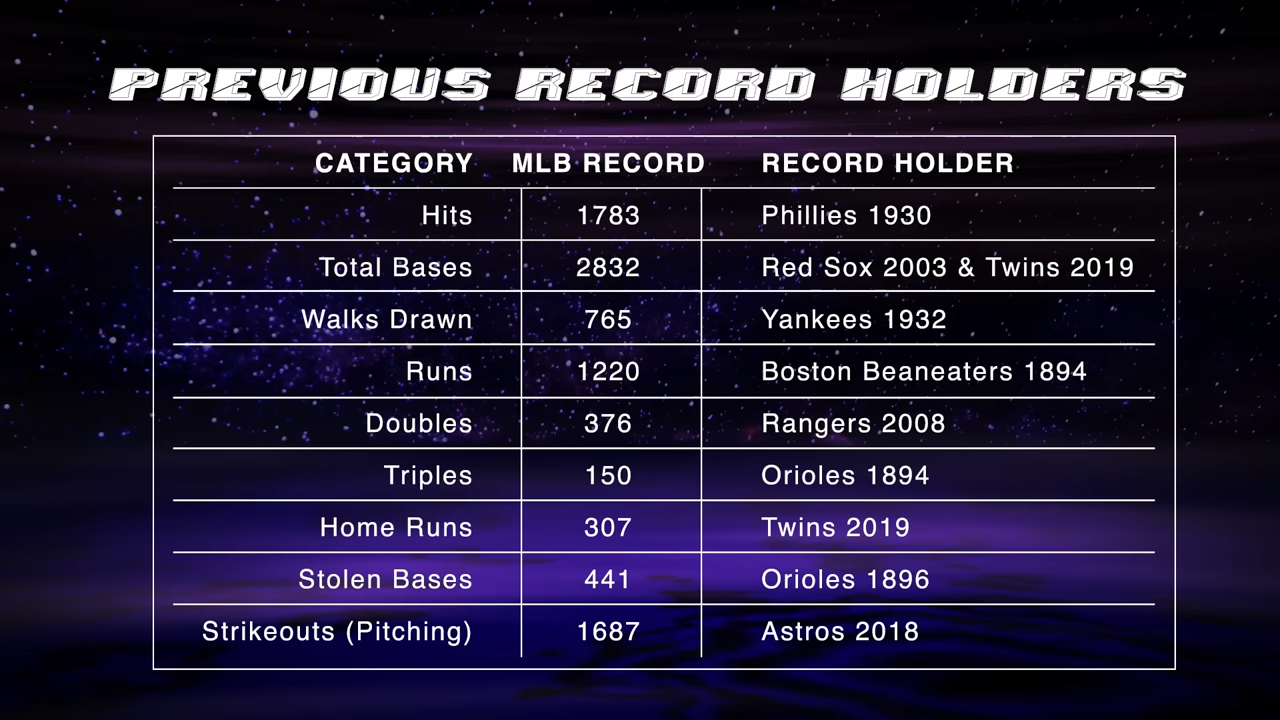 PREVIOUS RECORD HOLDERS
CATEGORY MLB RECORD RECORD HOLDER
Hits 1783 Phillies 1930
Total Bases 2832 Red Sox 2003 & Twins 2019
Walks Drawn 765 Yankees 1932
Runs 1220 Boston Beaneaters 1894
Doubles 376 Rangers 2008
Triples 150 Orioles 1894
Home Runs 307 Twins 2019
Stolen Bases 441 Orioles 1896
Strikeouts (Pitching) 1687 Astros 2018